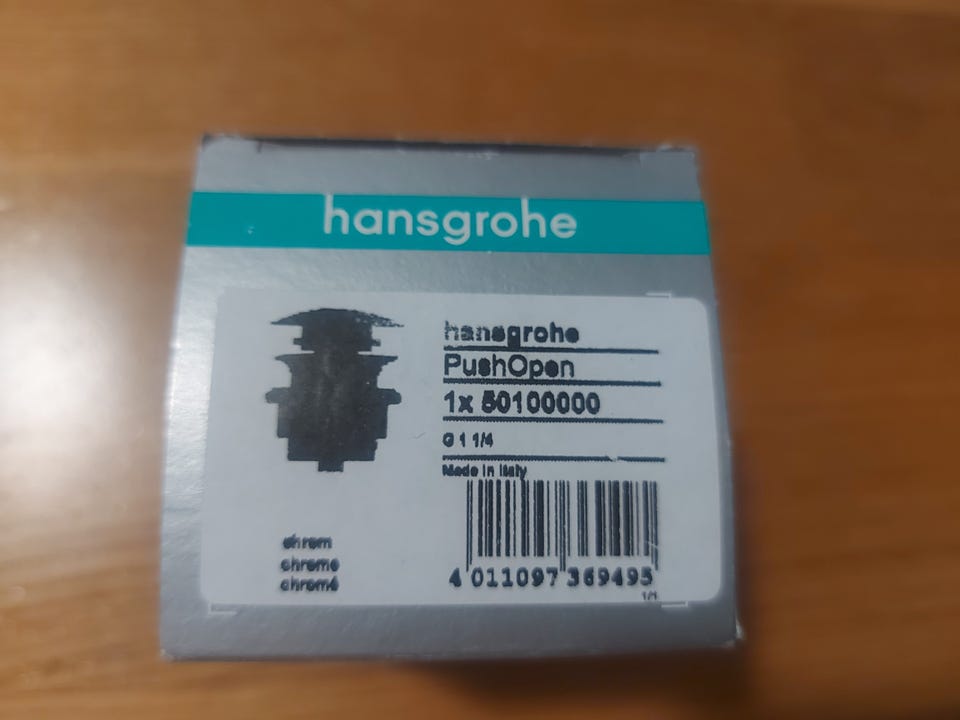 hansgrohe
hansgrohe
PushOpen
1x 50100000
G 1 1/4
Made in Italy
chrom
chrome
chromé
4 011097 369495
1/1